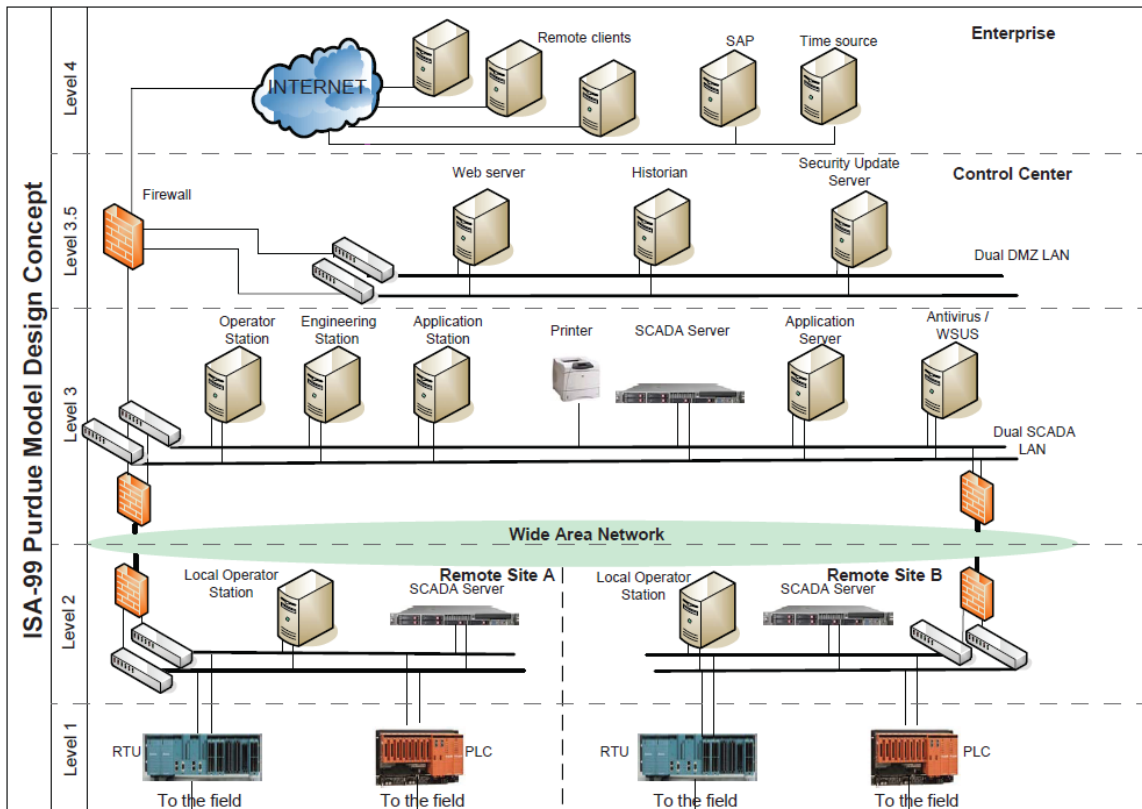 ISA-99 Purdue Model Design Concept
Level 4
Enterprise
INTERNET
Remote clients
SAP
Time source
Level 3.5
Control Center
Firewall
Web server
Historian
Security Update
Server
Dual DMZ LAN
Level 3
Operator
Station
Engineering
Station
Application
Station
Printer
SCADA Server
Application
Server
Antivirus /
WSUS
Dual SCADA
LAN
Wide Area Network
Level 2
Local Operator
Station
Remote Site A
SCADA Server
Local Operator
Station
Remote Site B
SCADA Server
Level 1
RTU
PLC
RTU
PLC
To the field
To the field
To the field
To the field